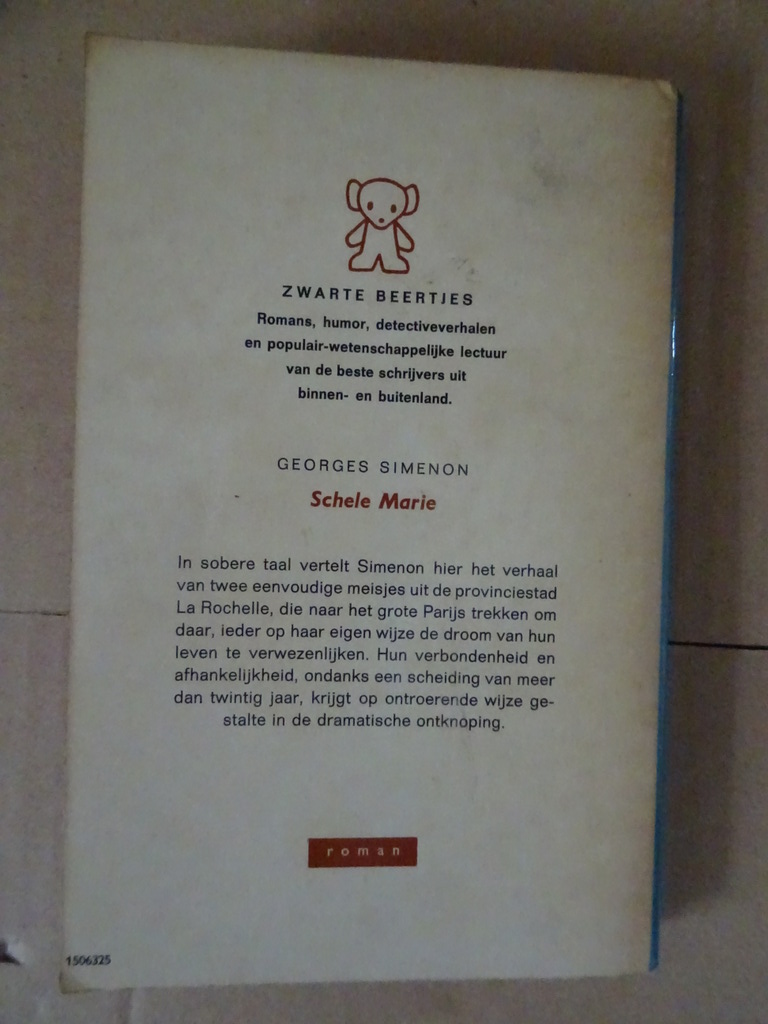 ZWARTE BEERTJES
Romans, humor, detectiveverhalen
en populair-wetenschappelijke lectuur
van de beste schrijvers uit
binnen- en buitenland.
GEORGES SIMENON
Schele Marie
In sobere taal vertelt Simenon hier het verhaal
van twee eenvoudige meisjes uit de provinciestad
La Rochelle, die naar het grote Parijs trekken om
daar, ieder op haar eigen wijze de droom van hun
leven te verwezenlijken. Hun verbondenheid en
afhankelijkheid, ondanks een scheiding van meer
dan twintig jaar, krijgt op ontroerende wijze ge-
stalte in de dramatische ontknoping.
roman
1506325